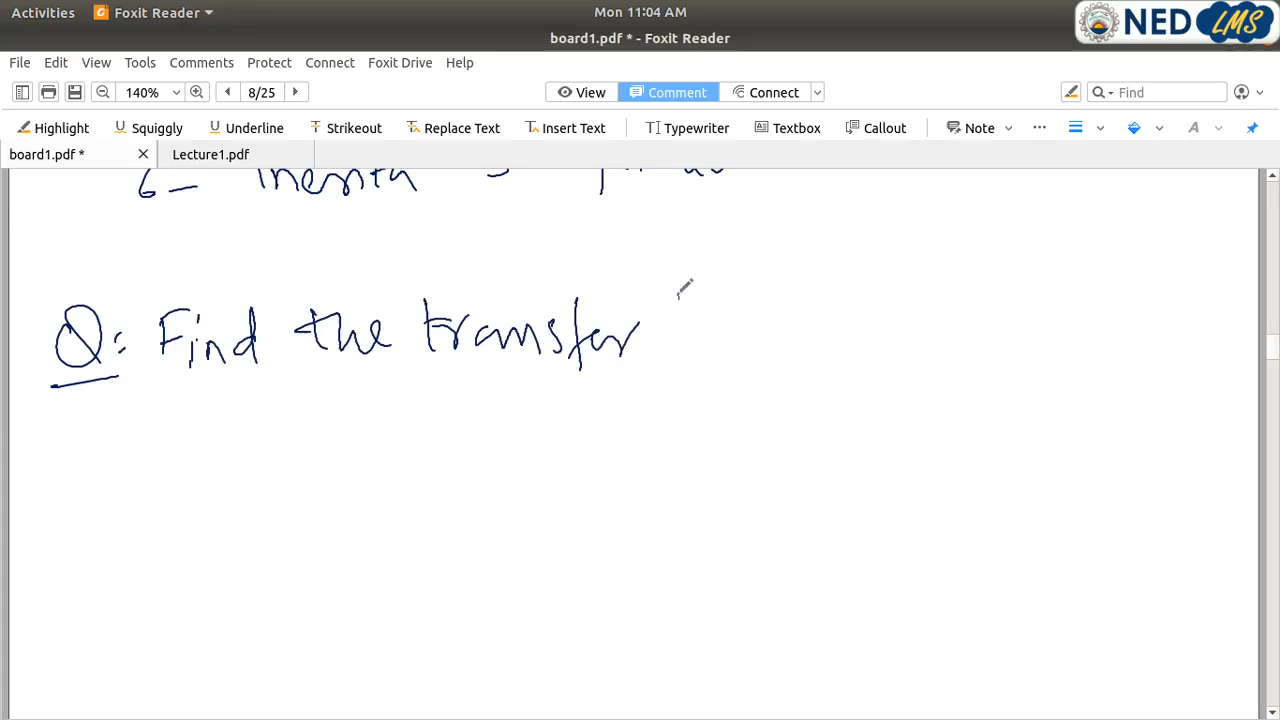 Activities Foxit Reader Mon 11:04 AM
NED LMS
board1.pdf * - Foxit Reader
File Edit View Tools Comments Protect Connect Foxit Drive Help
140% 8/25 View Comment Connect Find
Highlight Squiggly Underline Strikeout Replace Text Insert Text Typewriter Textbox Callout Note
board1.pdf * Lecture1.pdf
6-
Q: Find the transfer